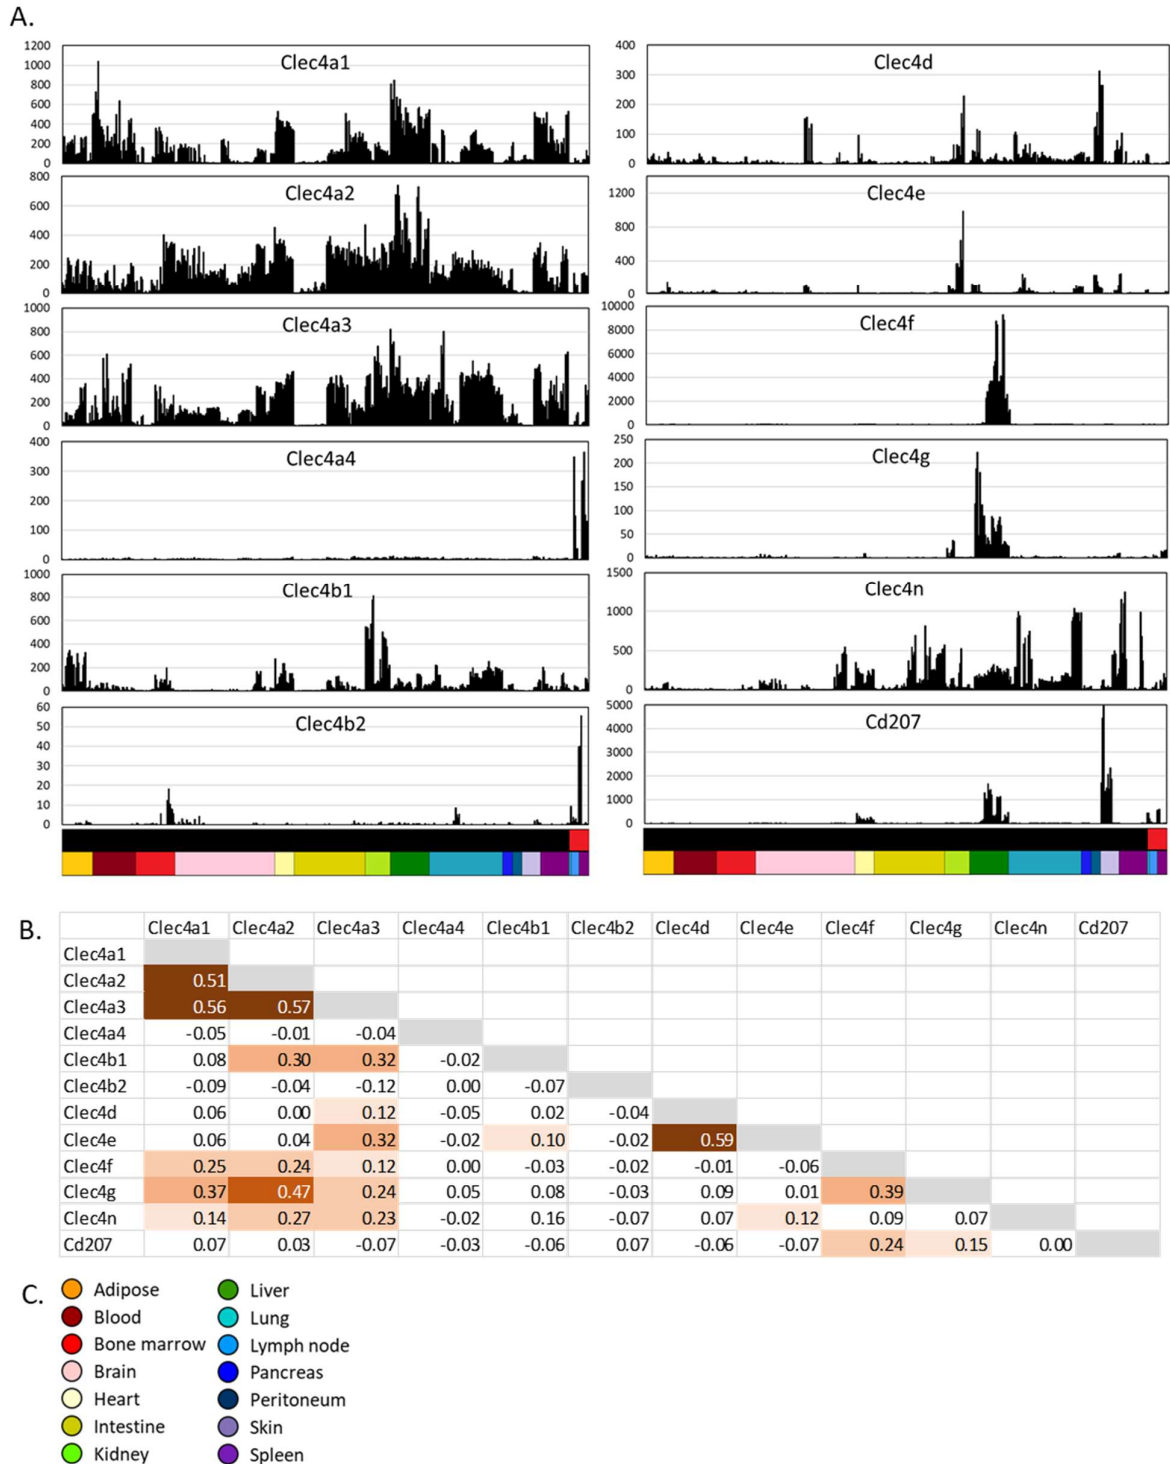 A.
Clec4a1
1200
1000
800
600
400
200
0
Clec4d
400
300
200
100
0
Clec4a2
800
600
400
200
0
Clec4e
1200
800
400
0
Clec4a3
1000
800
600
400
200
0
Clec4f
10000
8000
6000
4000
2000
0
Clec4a4
400
300
200
100
0
Clec4g
250
200
150
100
50
0
Clec4b1
1000
800
600
400
200
0
Clec4n
1500
1000
500
0
Clec4b2
60
50
40
30
20
10
0
Cd207
5000
4000
3000
2000
1000
0
B.
Clec4a1 Clec4a2 Clec4a3 Clec4a4 Clec4b1 Clec4b2 Clec4d Clec4e Clec4f Clec4g Clec4n Cd207
Clec4a1
Clec4a2 0.51
Clec4a3 0.56 0.57
Clec4a4 -0.05 -0.01 -0.04
Clec4b1 0.08 0.30 0.32 -0.02
Clec4b2 -0.09 -0.04 -0.12 0.00 -0.07
Clec4d 0.06 0.00 0.12 -0.05 0.02 -0.04
Clec4e 0.06 0.04 0.32 -0.02 0.10 -0.02 0.59
Clec4f 0.25 0.24 0.12 0.00 -0.03 -0.02 -0.01 -0.06
Clec4g 0.37 0.47 0.24 0.05 0.08 -0.03 0.09 0.01 0.39
Clec4n 0.14 0.27 0.23 -0.02 0.16 -0.07 0.07 0.12 0.09 0.07
Cd207 0.07 0.03 -0.07 -0.03 -0.06 0.07 -0.06 -0.07 0.24 0.15 0.00
C.
Adipose
Blood
Bone marrow
Brain
Heart
Intestine
Kidney
Liver
Lung
Lymph node
Pancreas
Peritoneum
Skin
Spleen